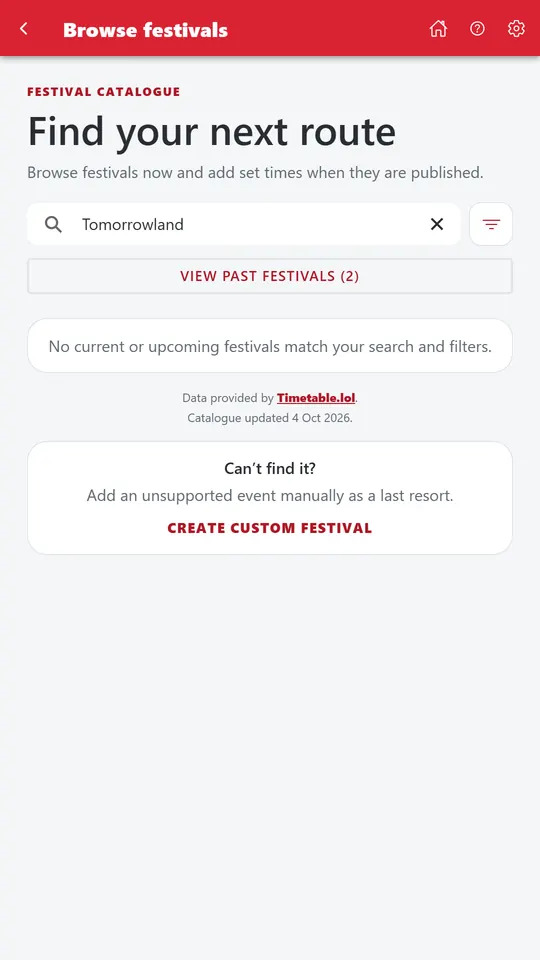 Browse festivals
FESTIVAL CATALOGUE
Find your next route
Browse festivals now and add set times when they are published.
Tomorrowland
VIEW PAST FESTIVALS (2)
No current or upcoming festivals match your search and filters.
Data provided by Timetable.lol.
Catalogue updated 4 Oct 2026.
Can't find it?
Add an unsupported event manually as a last resort.
CREATE CUSTOM FESTIVAL